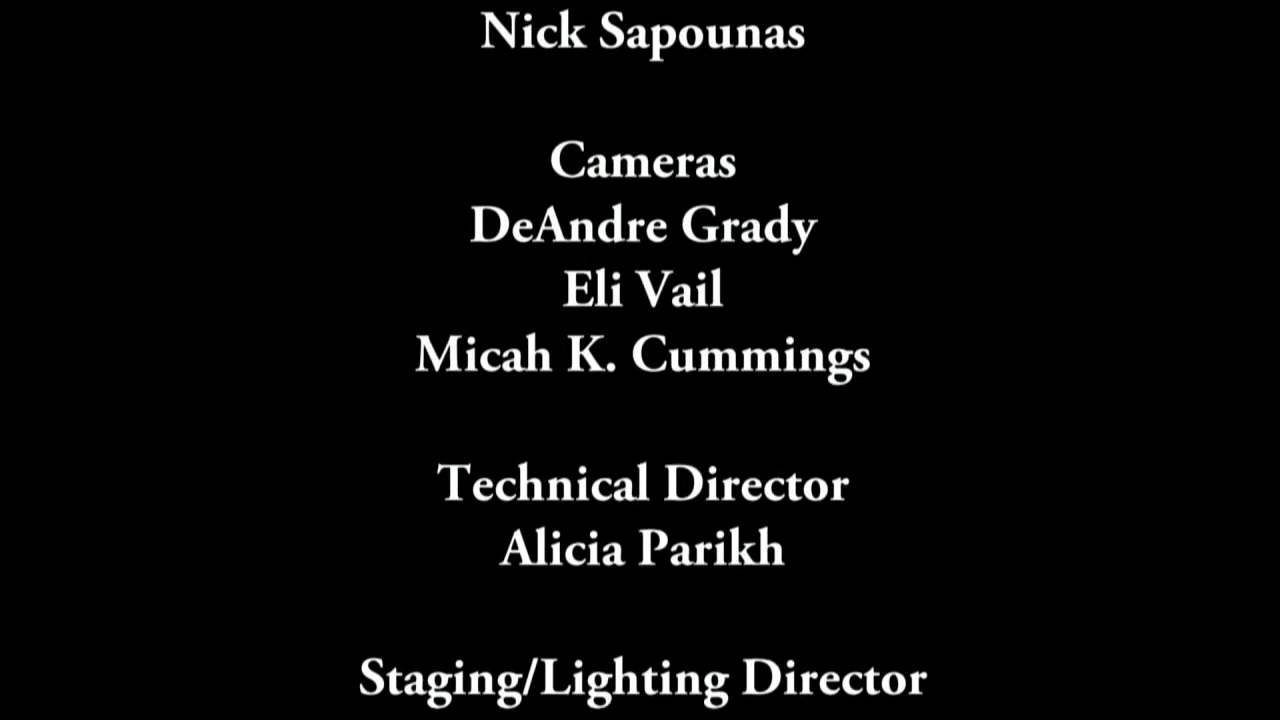 Nick Sapounas
Cameras
DeAndre Grady
Eli Vail
Micah K. Cummings
Technical Director
Alicia Parikh
Staging/Lighting Director